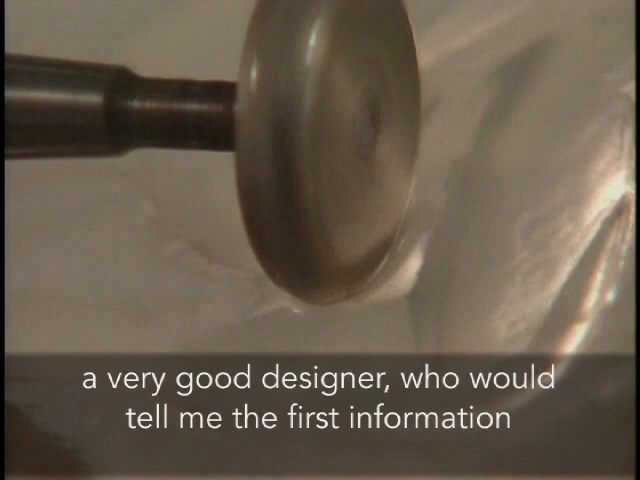 a very good designer, who would
tell me the first information